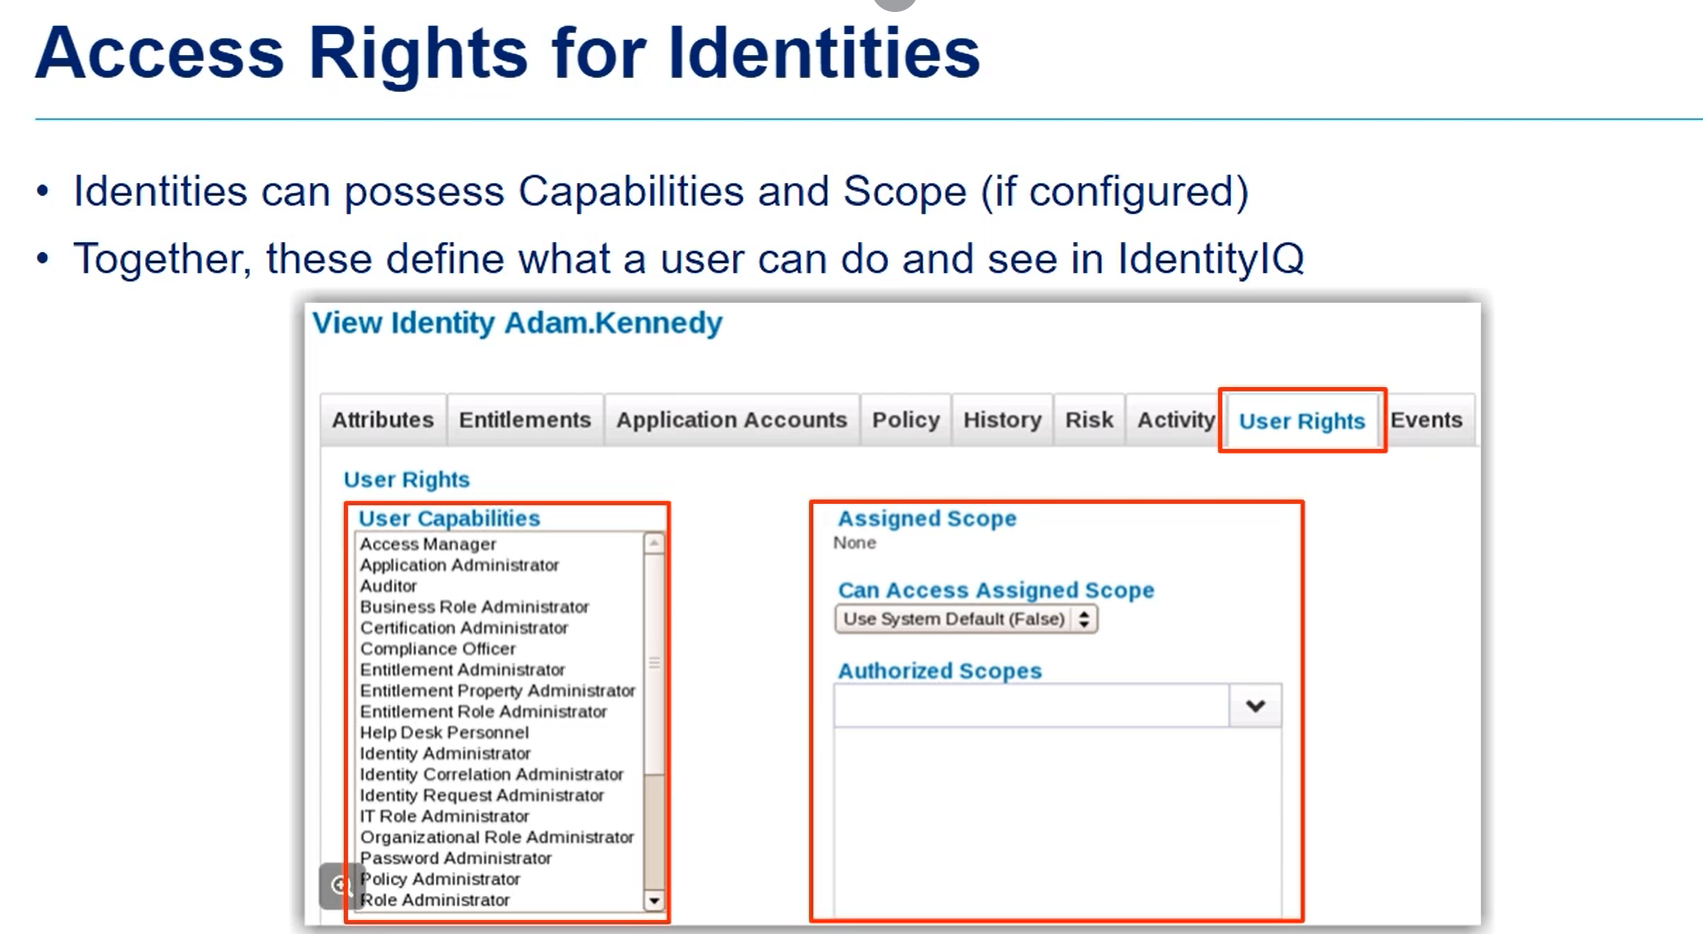 Access Rights for Identities
• Identities can possess Capabilities and Scope (if configured)
• Together, these define what a user can do and see in IdentityIQ
View Identity Adam.Kennedy
Attributes Entitlements Application Accounts Policy History Risk Activity User Rights Events
User Rights
User Capabilities
Access Manager
Application Administrator
Auditor
Business Role Administrator
Certification Administrator
Compliance Officer
Entitlement Administrator
Entitlement Property Administrator
Entitlement Role Administrator
Help Desk Personnel
Identity Administrator
Identity Correlation Administrator
Identity Request Administrator
IT Role Administrator
Organizational Role Administrator
Password Administrator
Policy Administrator
Role Administrator
Assigned Scope
None
Can Access Assigned Scope
Use System Default (False)
Authorized Scopes